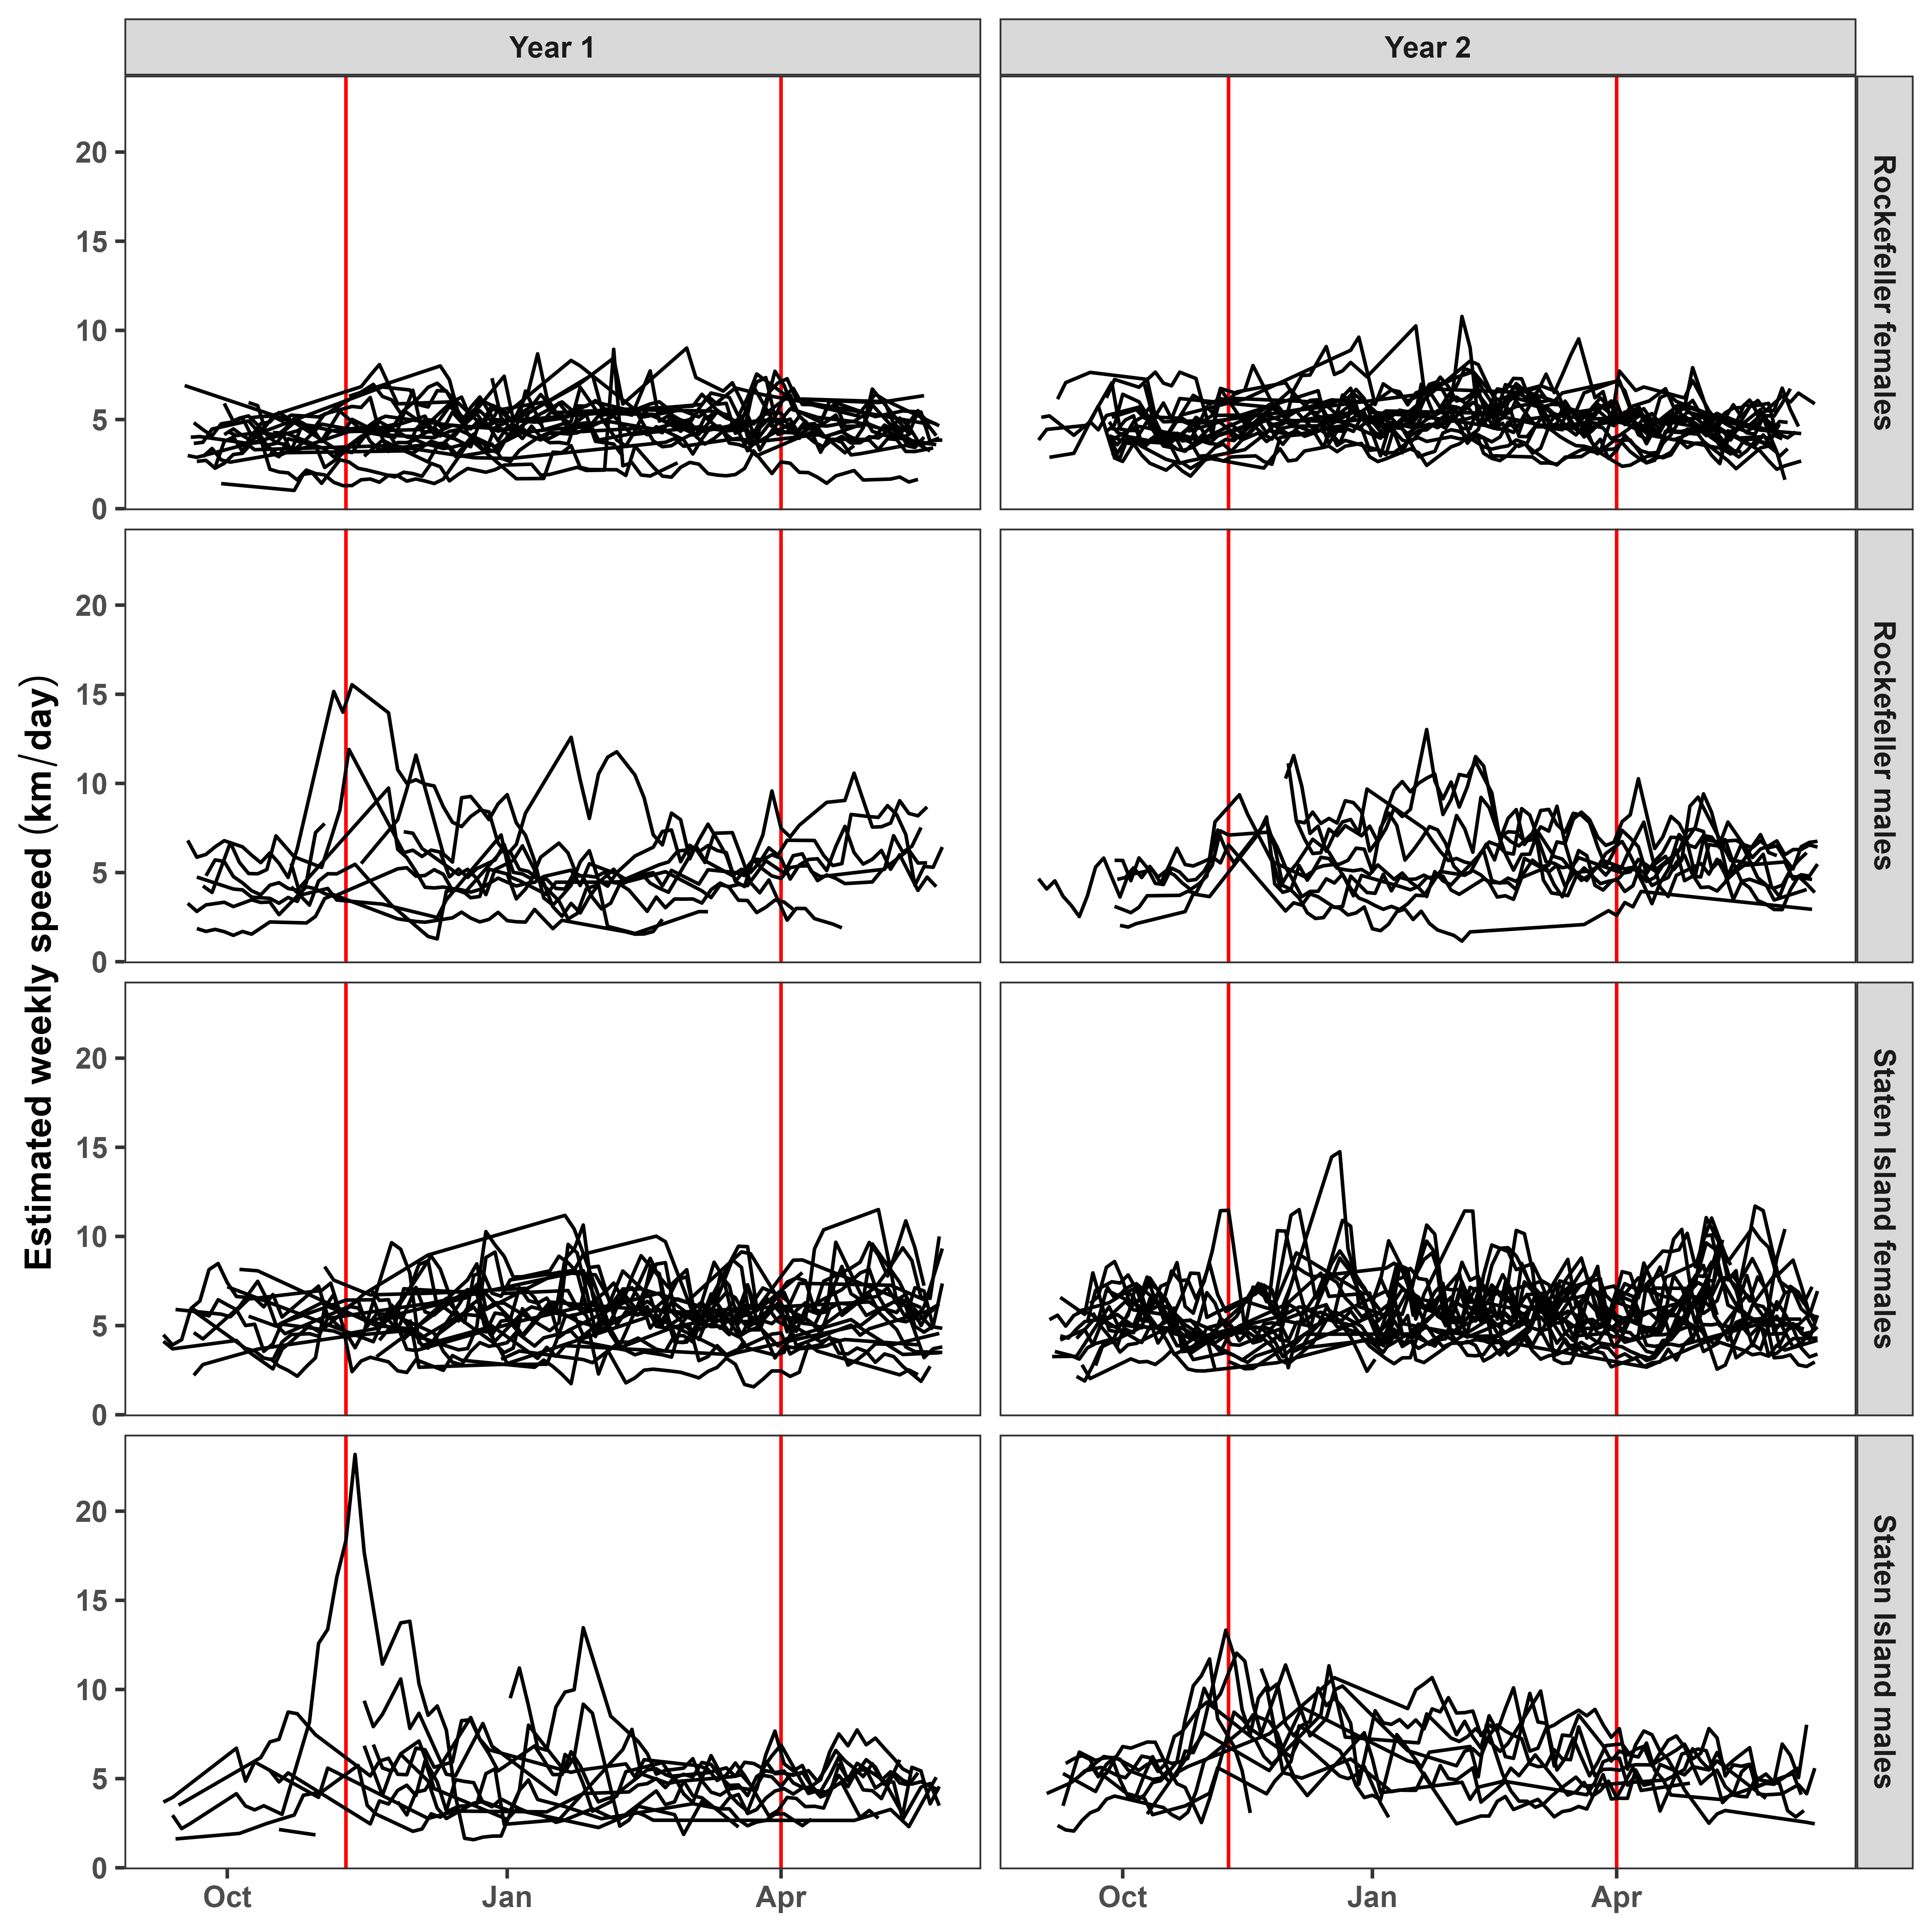 Year 1
Year 2
Estimated weekly speed (km/day)
20
15
10
5
0
Rockefeller females
20
15
10
5
0
Rockefeller males
20
15
10
5
0
Staten Island females
20
15
10
5
0
Staten Island males
Oct
Jan
Apr
Oct
Jan
Apr